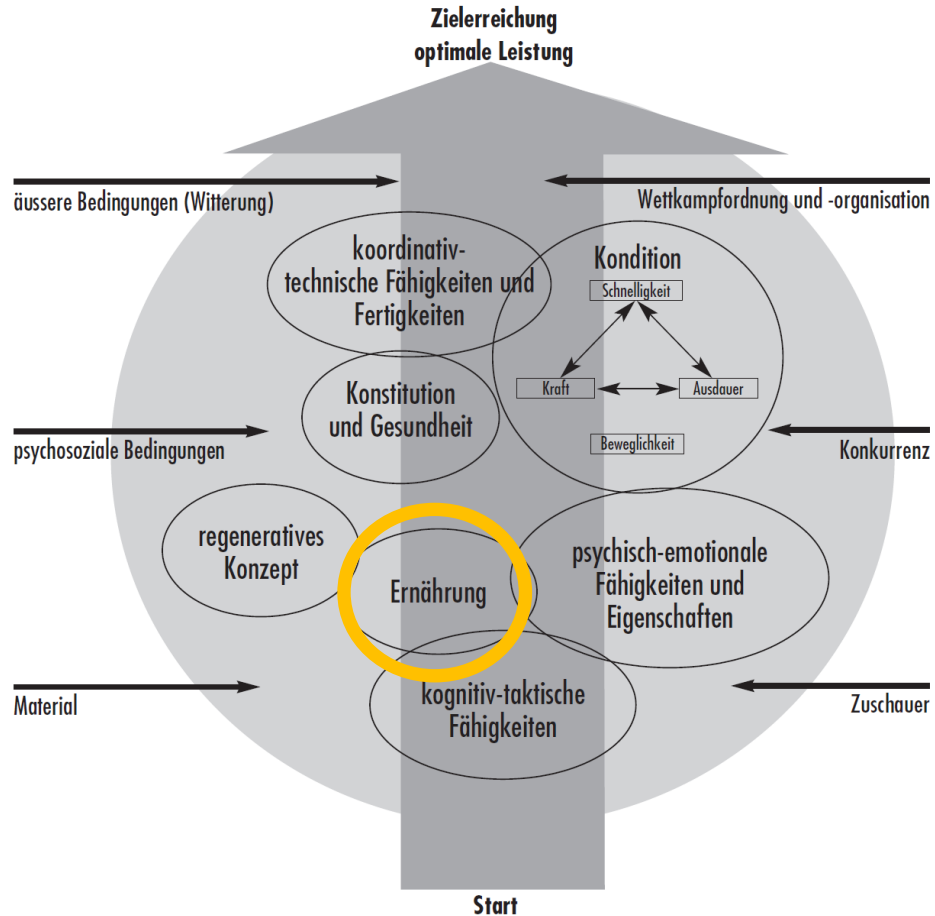 Zielerreichung
optimale Leistung
äussere Bedingungen (Witterung)
Wettkampfordnung und -organisation
koordinativ-
technische Fähigkeiten und
Fertigkeiten
Kondition
Schnelligkeit
Kraft
Ausdauer
Beweglichkeit
Konstitution
und Gesundheit
psychosoziale Bedingungen
Konkurrenz
regeneratives
Konzept
Ernährung
psychisch-emotionale
Fähigkeiten und
Eigenschaften
kognitiv-taktische
Fähigkeiten
Material
Zuschauer
Start